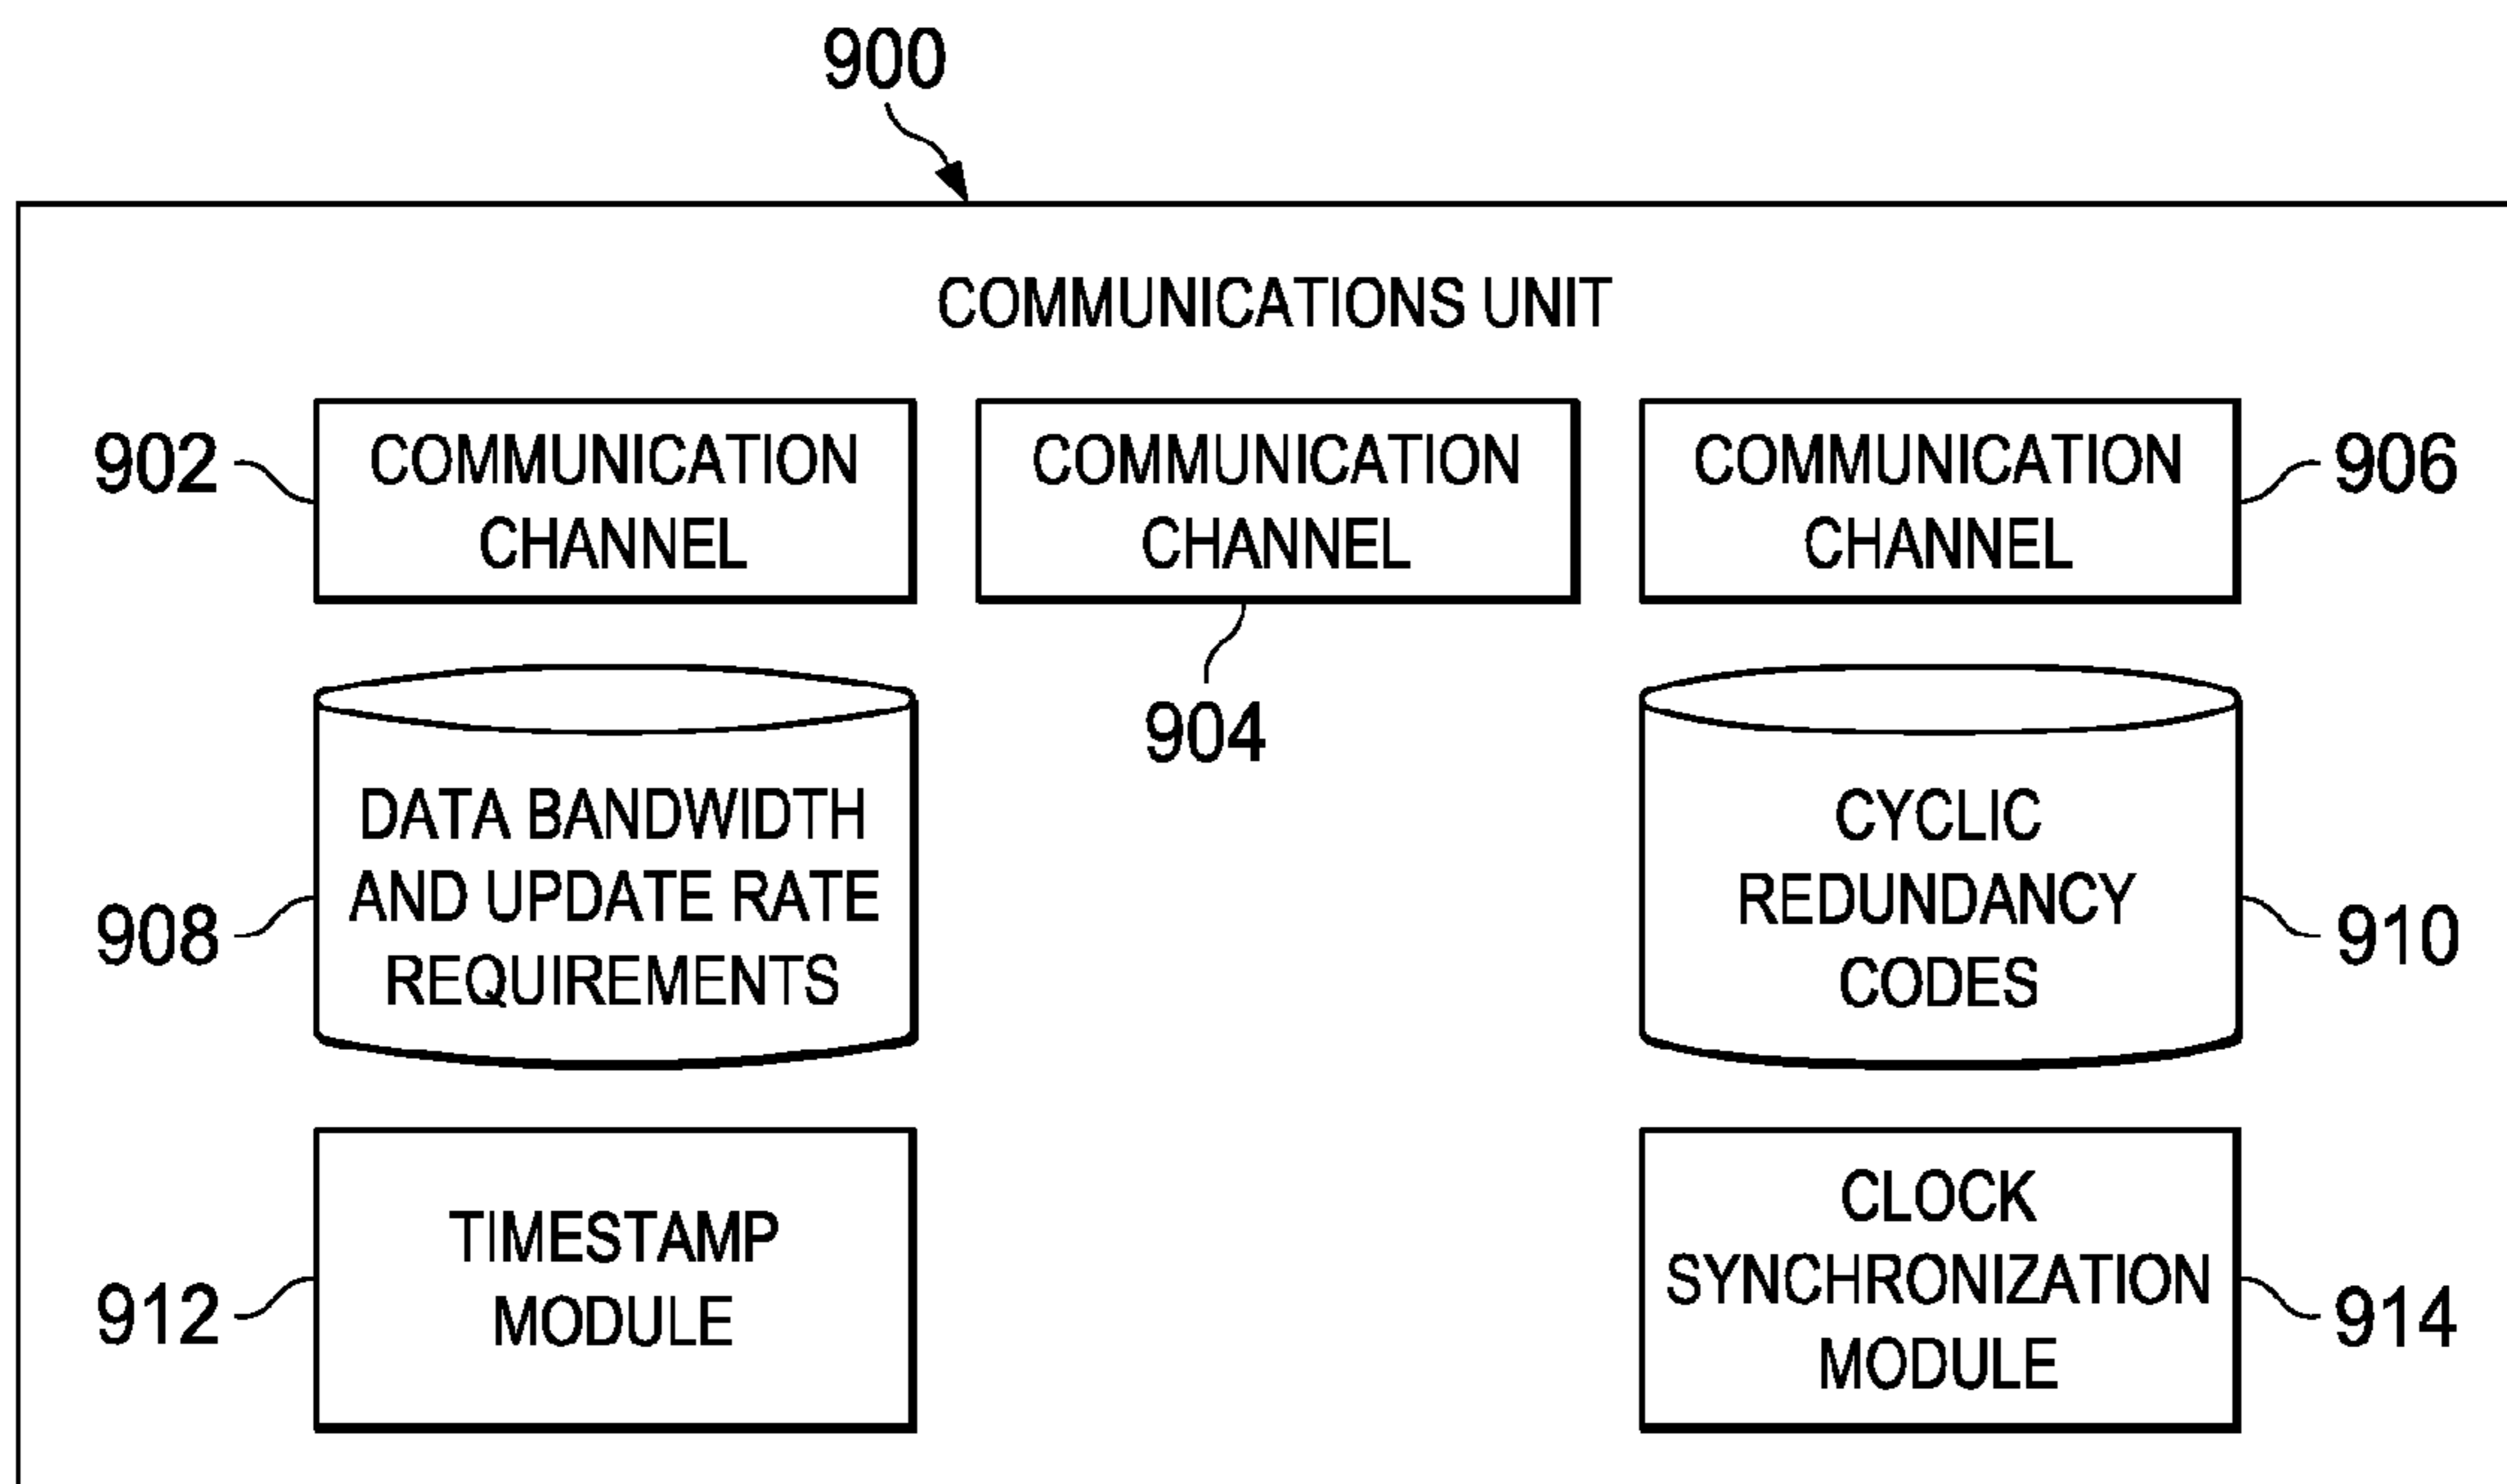 900
COMMUNICATIONS UNIT
902
COMMUNICATION
CHANNEL
COMMUNICATION
CHANNEL
904
COMMUNICATION
CHANNEL
906
908
DATA BANDWIDTH
AND UPDATE RATE
REQUIREMENTS
CYCLIC
REDUNDANCY
CODES
910
912
TIMESTAMP
MODULE
CLOCK
SYNCHRONIZATION
MODULE
914